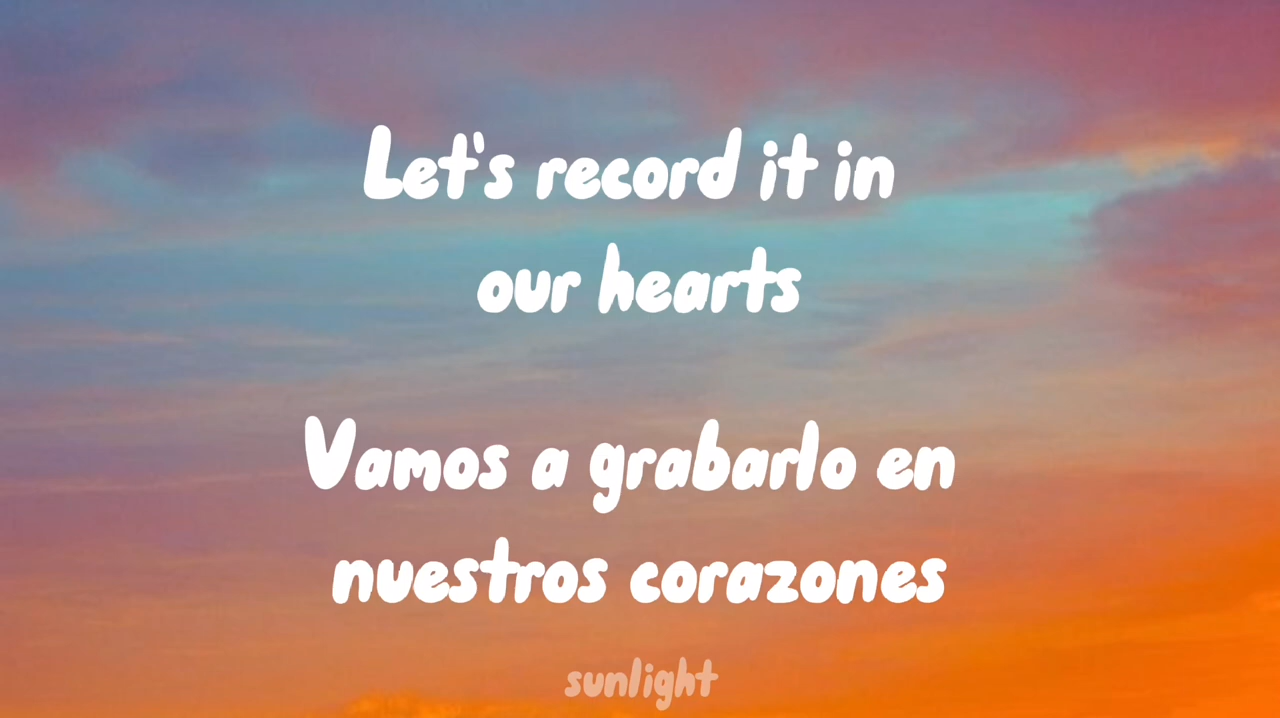 Let's record it in
our hearts
Vamos a grabarlo en
nuestros corazones
sunlight